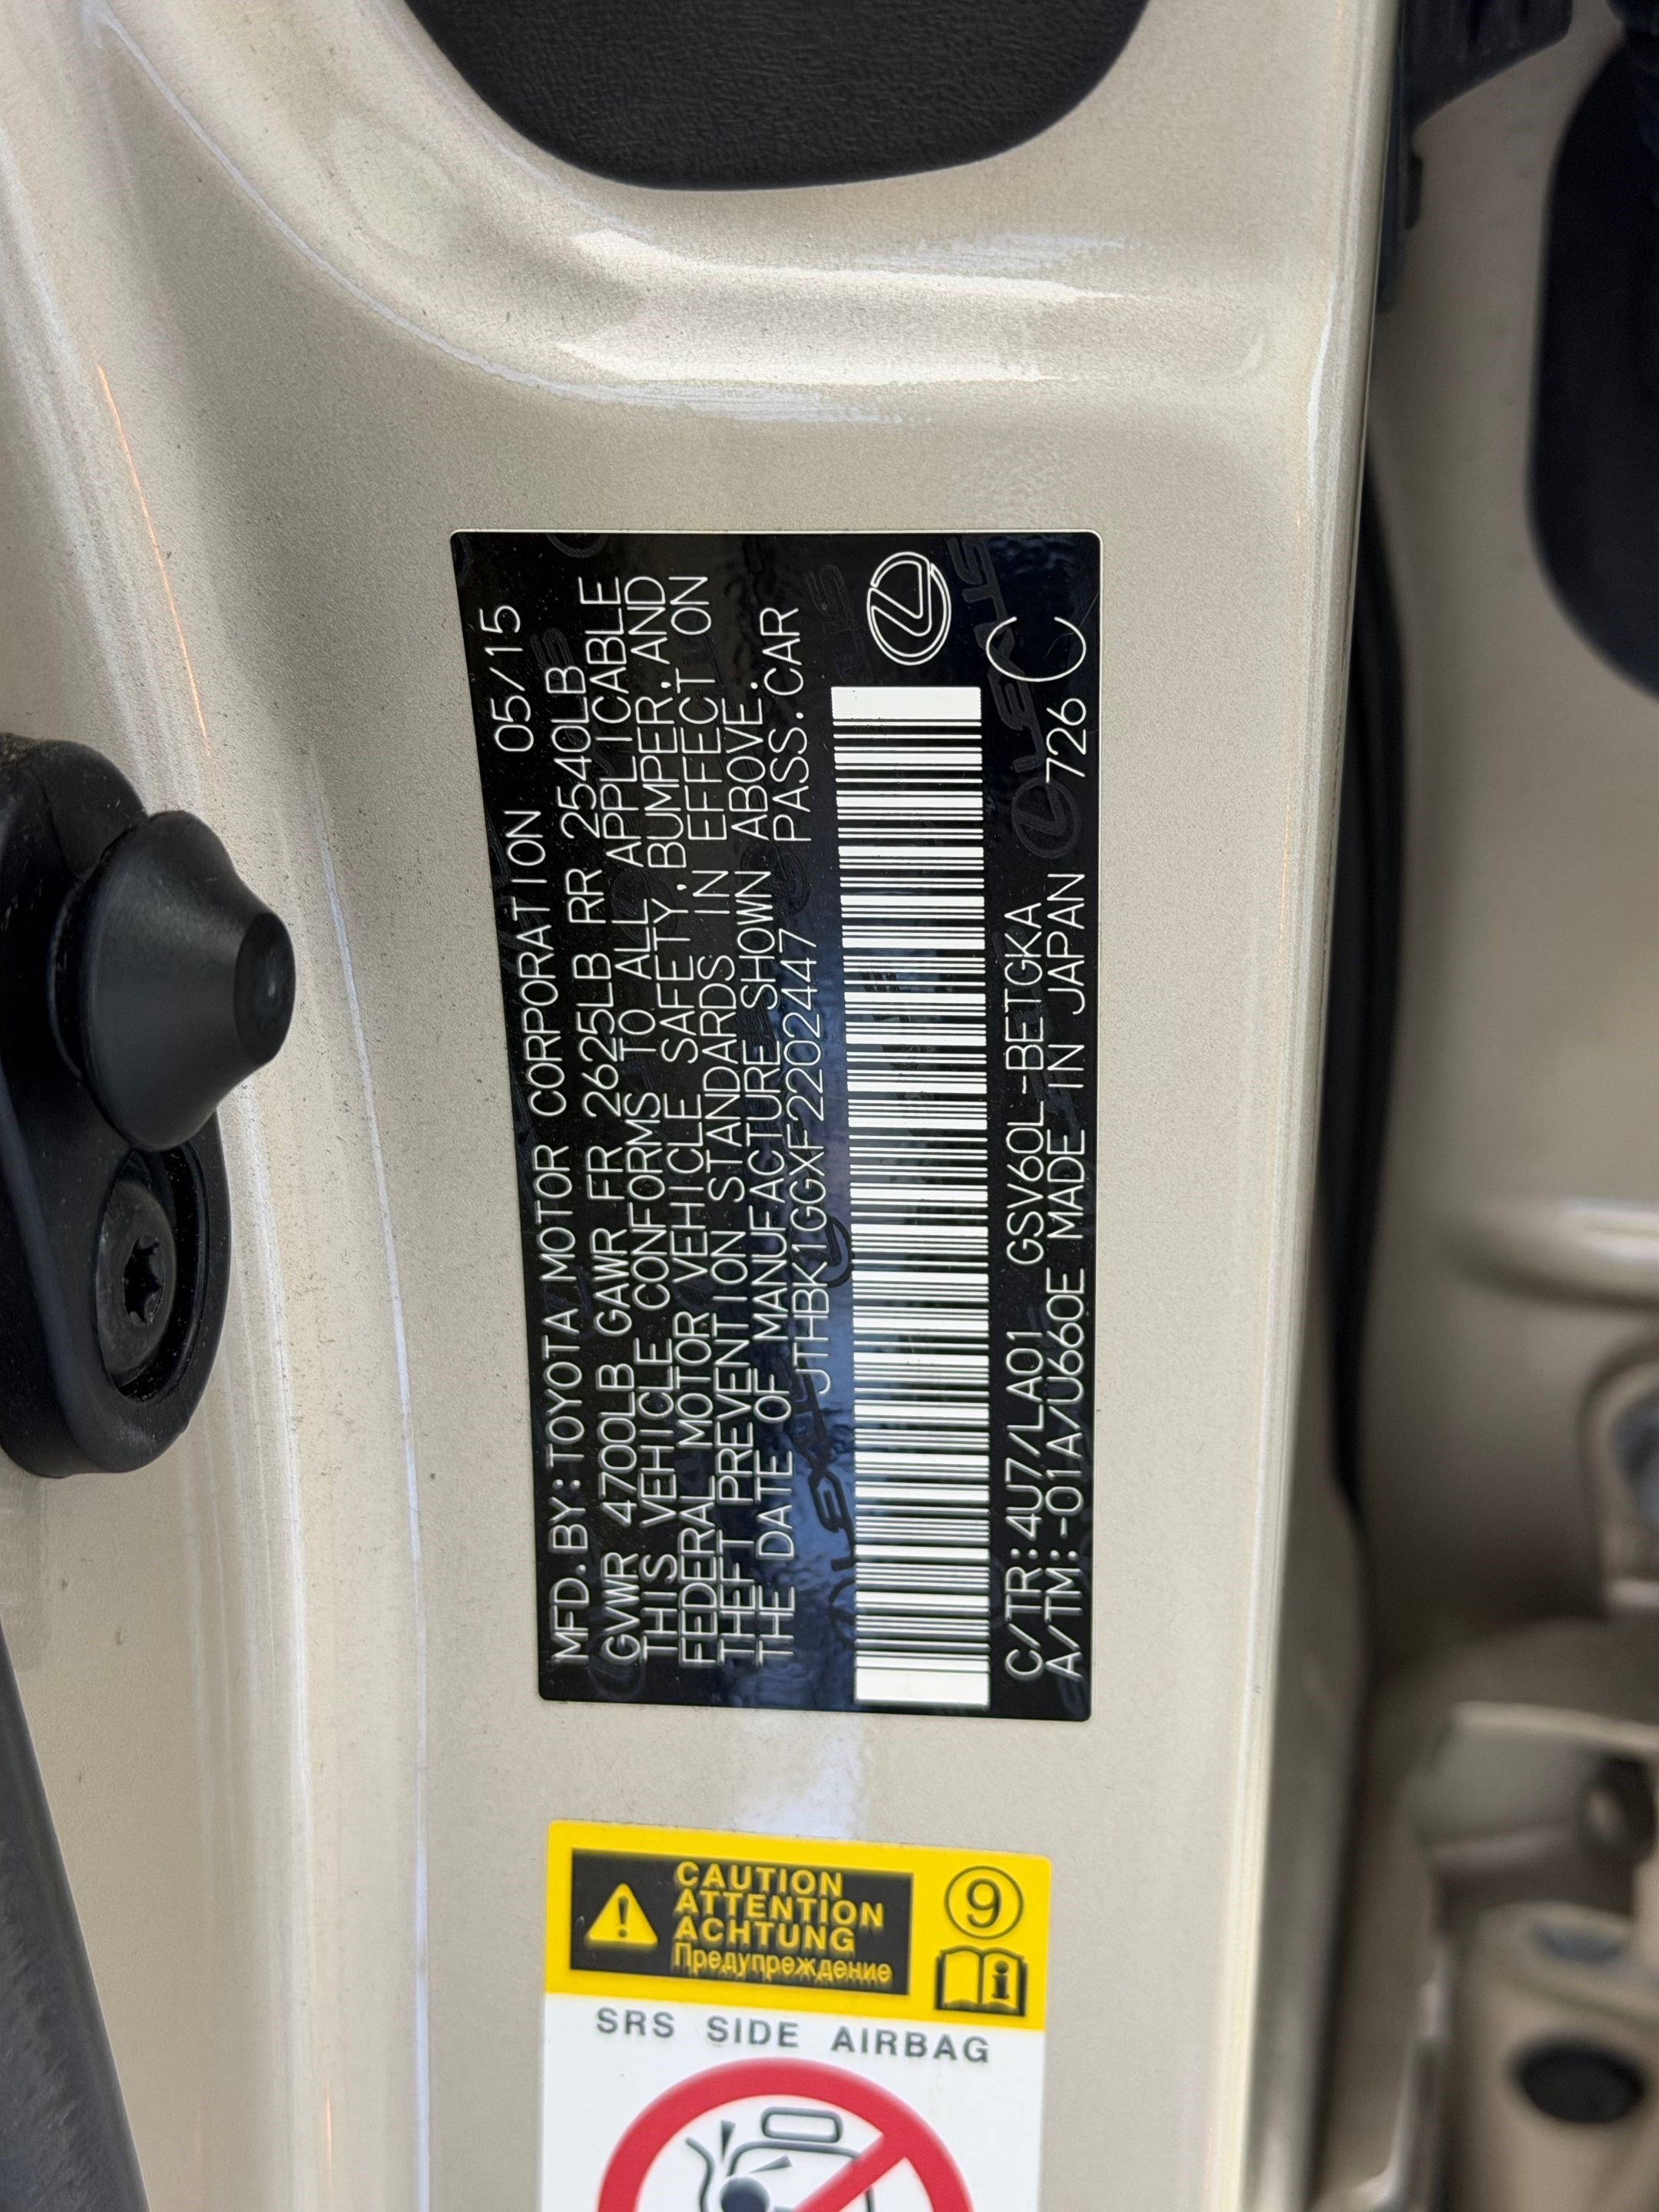 MFD.BY:TOYOTA MOTOR CORPORATION 05/15
GVWR 4700LB GAWR FR 2625LB RR 2540LB
THIS VEHICLE CONFORMS TO ALL APPLICABLE
FEDERAL MOTOR VEHICLE SAFETY,BUMPER,AND
THEFT PREVENTION STANDARDS IN EFFECT ON
THE DATE OF MANUFACTURE SHOWN ABOVE.
JTHBK1GGXF2202447 PASS.CAR
C/TR:4U7/LA01 GSV60L-BETGKA
A/TM:-01A/U660E MADE IN JAPAN 726 C
LEXUS
CAUTION
ATTENTION
ACHTUNG
Предупреждение
9
i
SRS SIDE AIRBAG